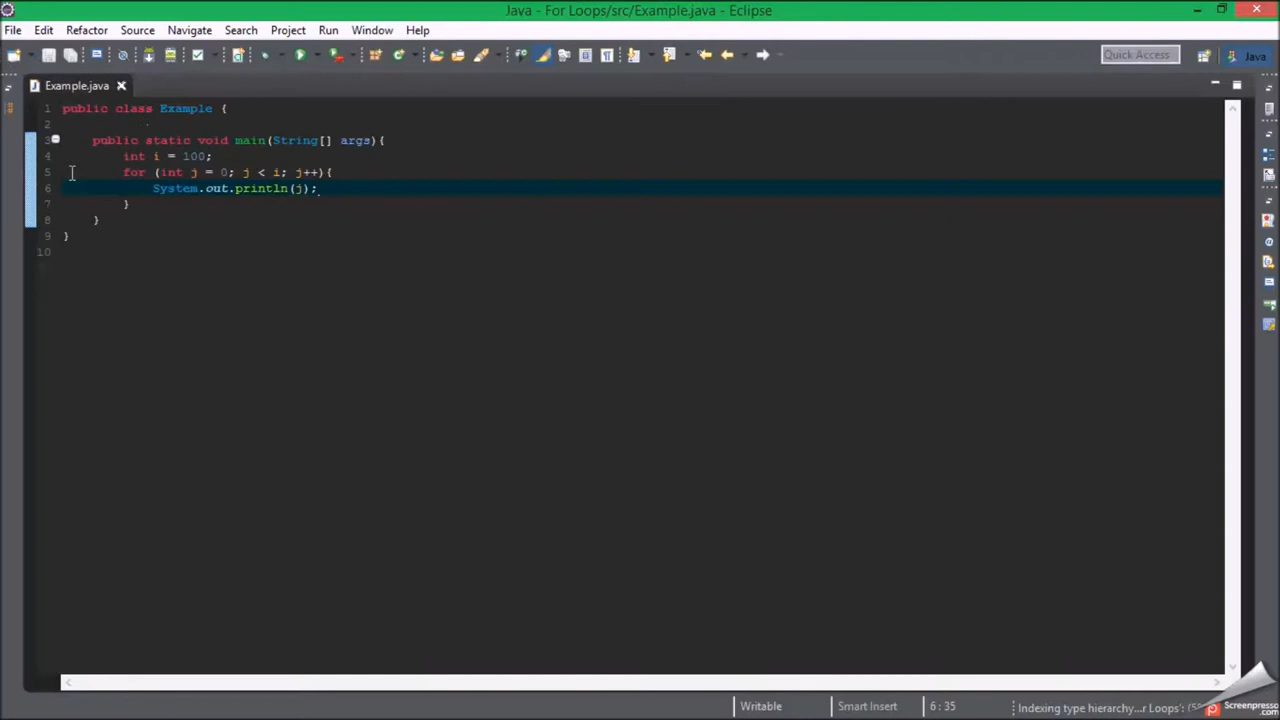 Java - For Loops/src/Example.java - Eclipse
File Edit Refactor Source Navigate Search Project Run Window Help
Quick Access Java
Example.java
1 public class Example {
2
3 public static void main(String[] args){
4 int i = 100;
5 for (int j = 0; j < i; j++){
6 System.out.println(j);
7 }
8 }
9 }
10
Writable Smart Insert 6 : 35 Indexing type hierarchy...r Loops':
Screenpresso
.com